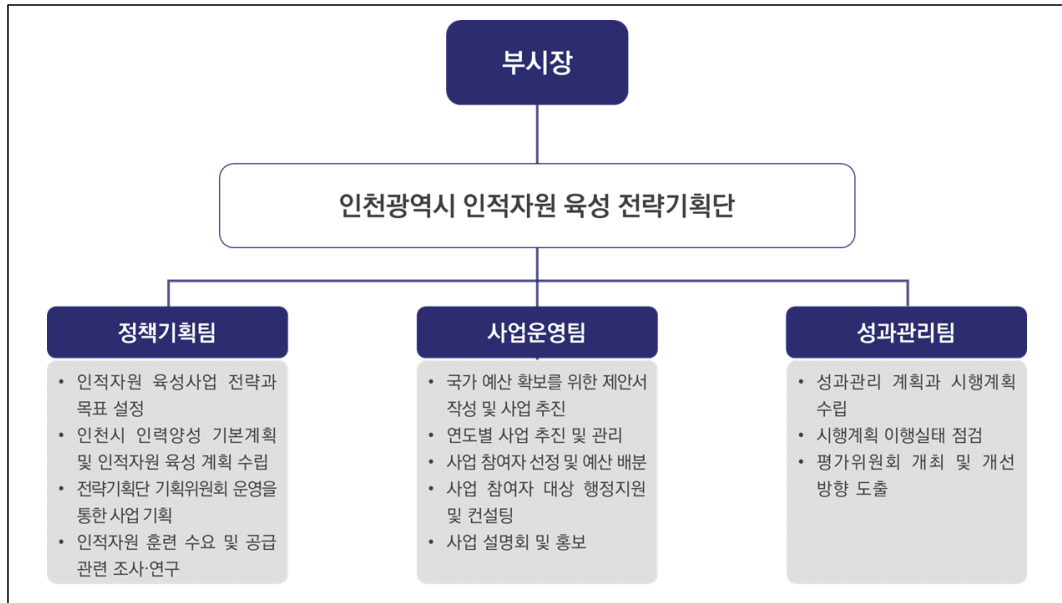 부시장
인천광역시 인적자원 육성 전략기획단
정책기획팀
• 인적자원 육성사업 전략과
목표 설정
• 인천시 인력양성 기본계획
및 인적자원 육성 계획 수립
• 전략기획단 기획위원회 운영을
통한 사업 기획
• 인적자원 훈련 수요 및 공급
관련 조사·연구
사업운영팀
• 국가 예산 확보를 위한 제안서
작성 및 사업 추진
• 연도별 사업 추진 및 관리
• 사업 참여자 선정 및 예산 배분
• 사업 참여자 대상 행정지원
및 컨설팅
• 사업 설명회 및 홍보
성과관리팀
• 성과관리 계획과 시행계획
수립
• 시행계획 이행실태 점검
• 평가위원회 개최 및 개선
방향 도출